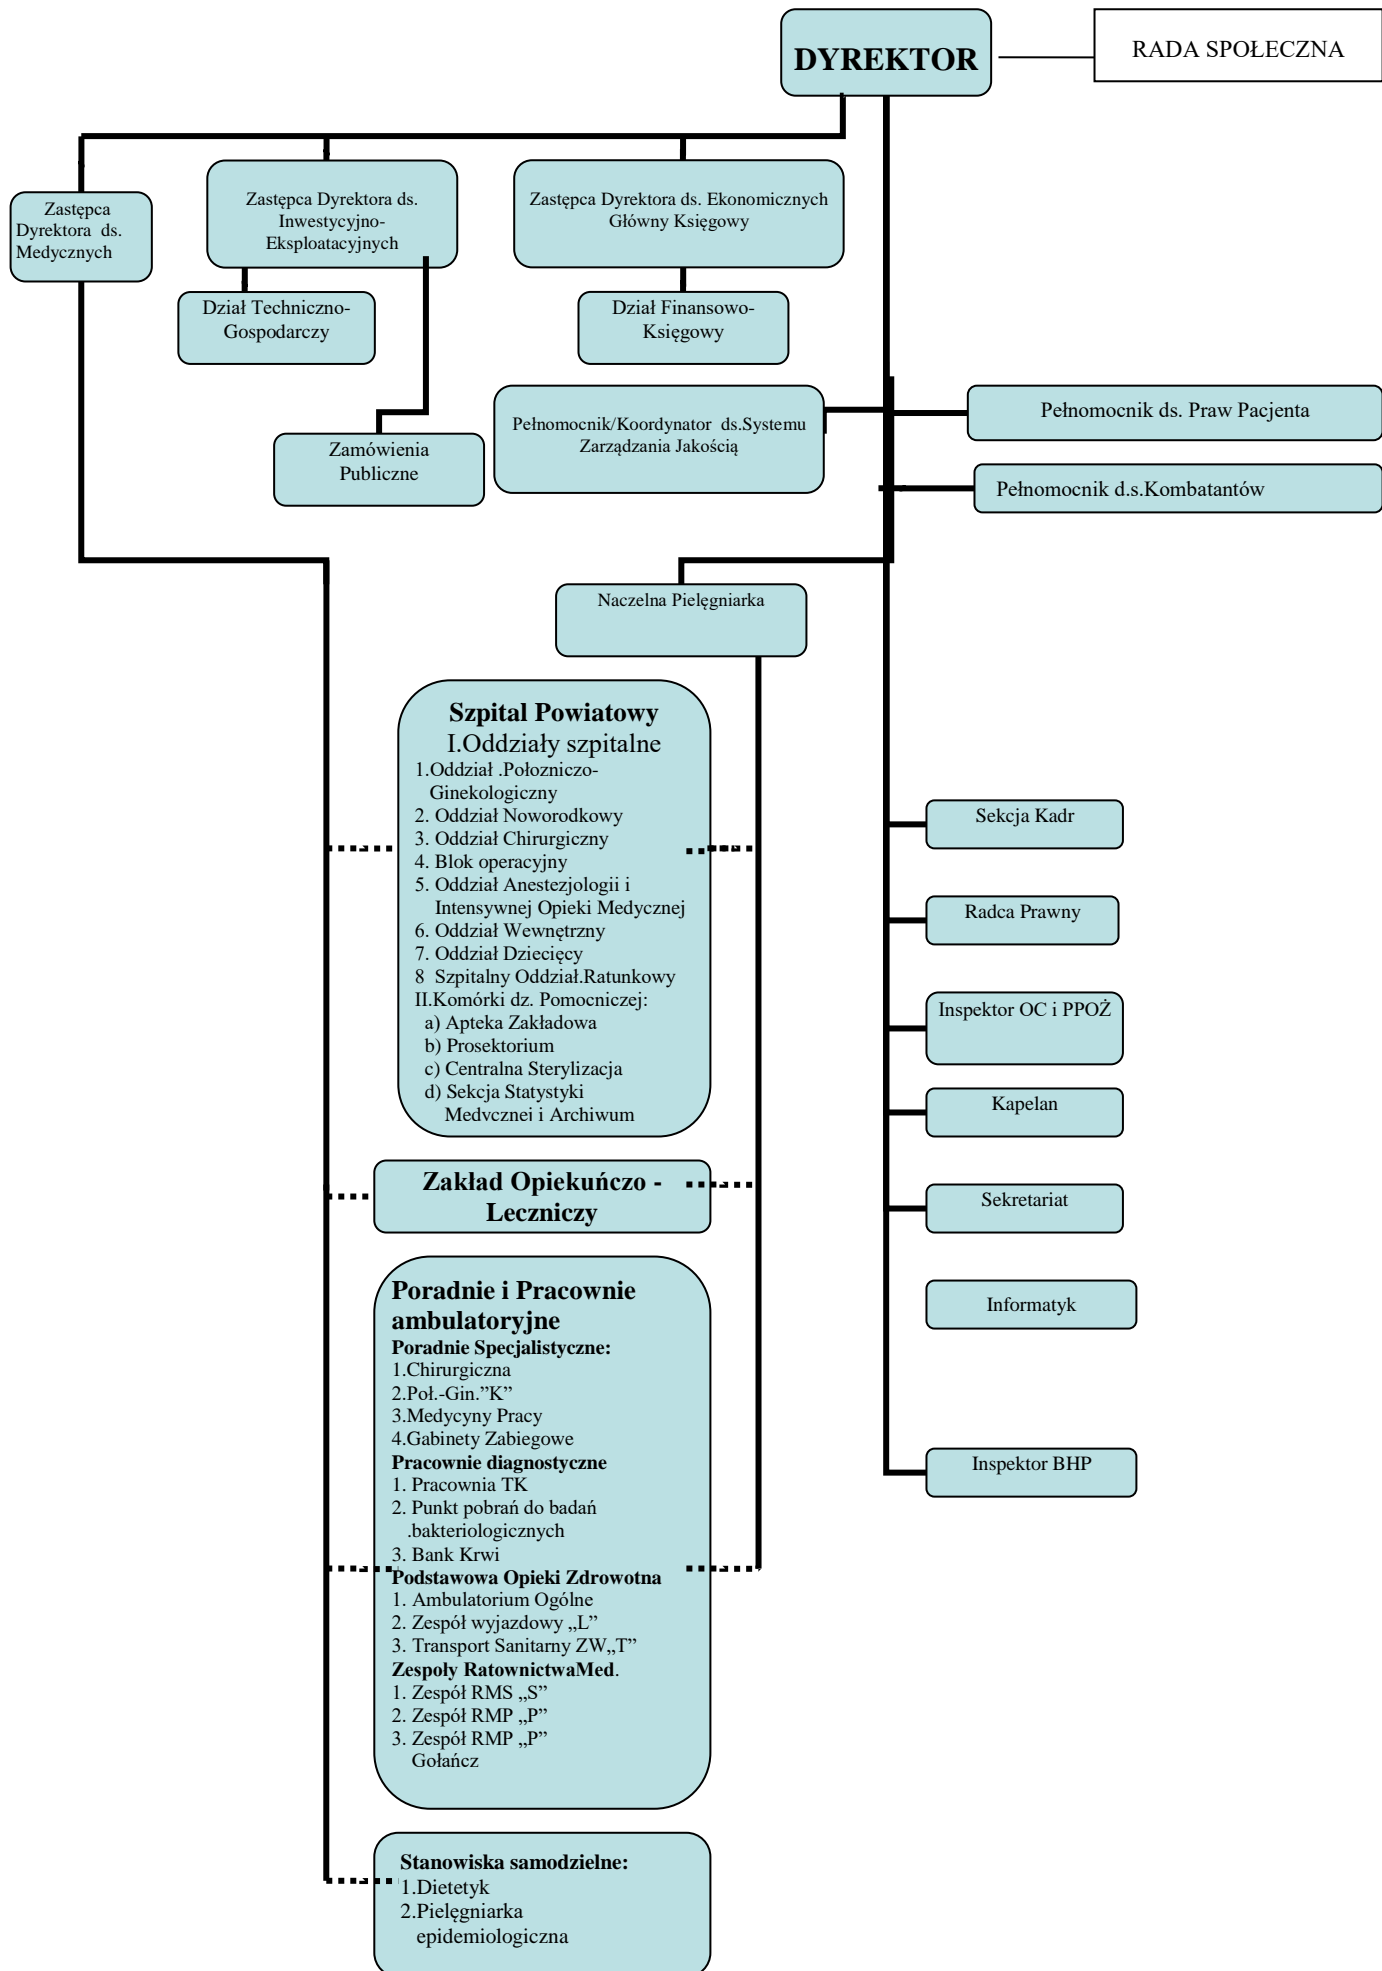 DYREKTOR
RADA SPOŁECZNA
Zastępca
Dyrektora ds.
Medycznych
Zastępca Dyrektora ds.
Inwestycyjno-
Eksploatacyjnych
Zastępca Dyrektora ds. Ekonomicznych
Główny Księgowy
Dział Techniczno-
Gospodarczy
Dział Finansowo-
Księgowy
Zamówienia
Publiczne
Pełnomocnik/Koordynator ds.Systemu
Zarządzania Jakością
Pełnomocnik ds. Praw Pacjenta
Pełnomocnik d.s.Kombatantów
Naczelna Pielęgniarka
Szpital Powiatowy
I.Oddziały szpitalne
1.Oddział .Połozniczo-
Ginekologiczny
2. Oddział Noworodkowy
3. Oddział Chirurgiczny
4. Blok operacyjny
5. Oddział Anestezjologii i
Intensywnej Opieki Medycznej
6. Oddział Wewnętrzny
7. Oddział Dziecięcy
8 Szpitalny Oddział.Ratunkowy
II.Komórki dz. Pomocniczej:
a) Apteka Zakładowa
b) Prosektorium
c) Centralna Sterylizacja
d) Sekcja Statystyki
Medycznej i Archiwum
Zakład Opiekuńczo -
Leczniczy
Poradnie i Pracownie
ambulatoryjne
Poradnie Specjalistyczne:
1.Chirurgiczna
2.Poł.-Gin.”K”
3.Medycyny Pracy
4.Gabinety Zabiegowe
Pracownie diagnostyczne
1. Pracownia TK
2. Punkt pobrań do badań
.bakteriologicznych
3. Bank Krwi
Podstawowa Opieki Zdrowotna
1. Ambulatorium Ogólne
2. Zespół wyjazdowy „L”
3. Transport Sanitarny ZW„T”
Zespoły RatownictwaMed.
1. Zespół RMS „S”
2. Zespół RMP „P”
3. Zespół RMP „P”
Gołańcz
Stanowiska samodzielne:
1.Dietetyk
2.Pielęgniarka
epidemiologiczna
Sekcja Kadr
Radca Prawny
Inspektor OC i PPOŻ
Kapelan
Sekretariat
Informatyk
Inspektor BHP